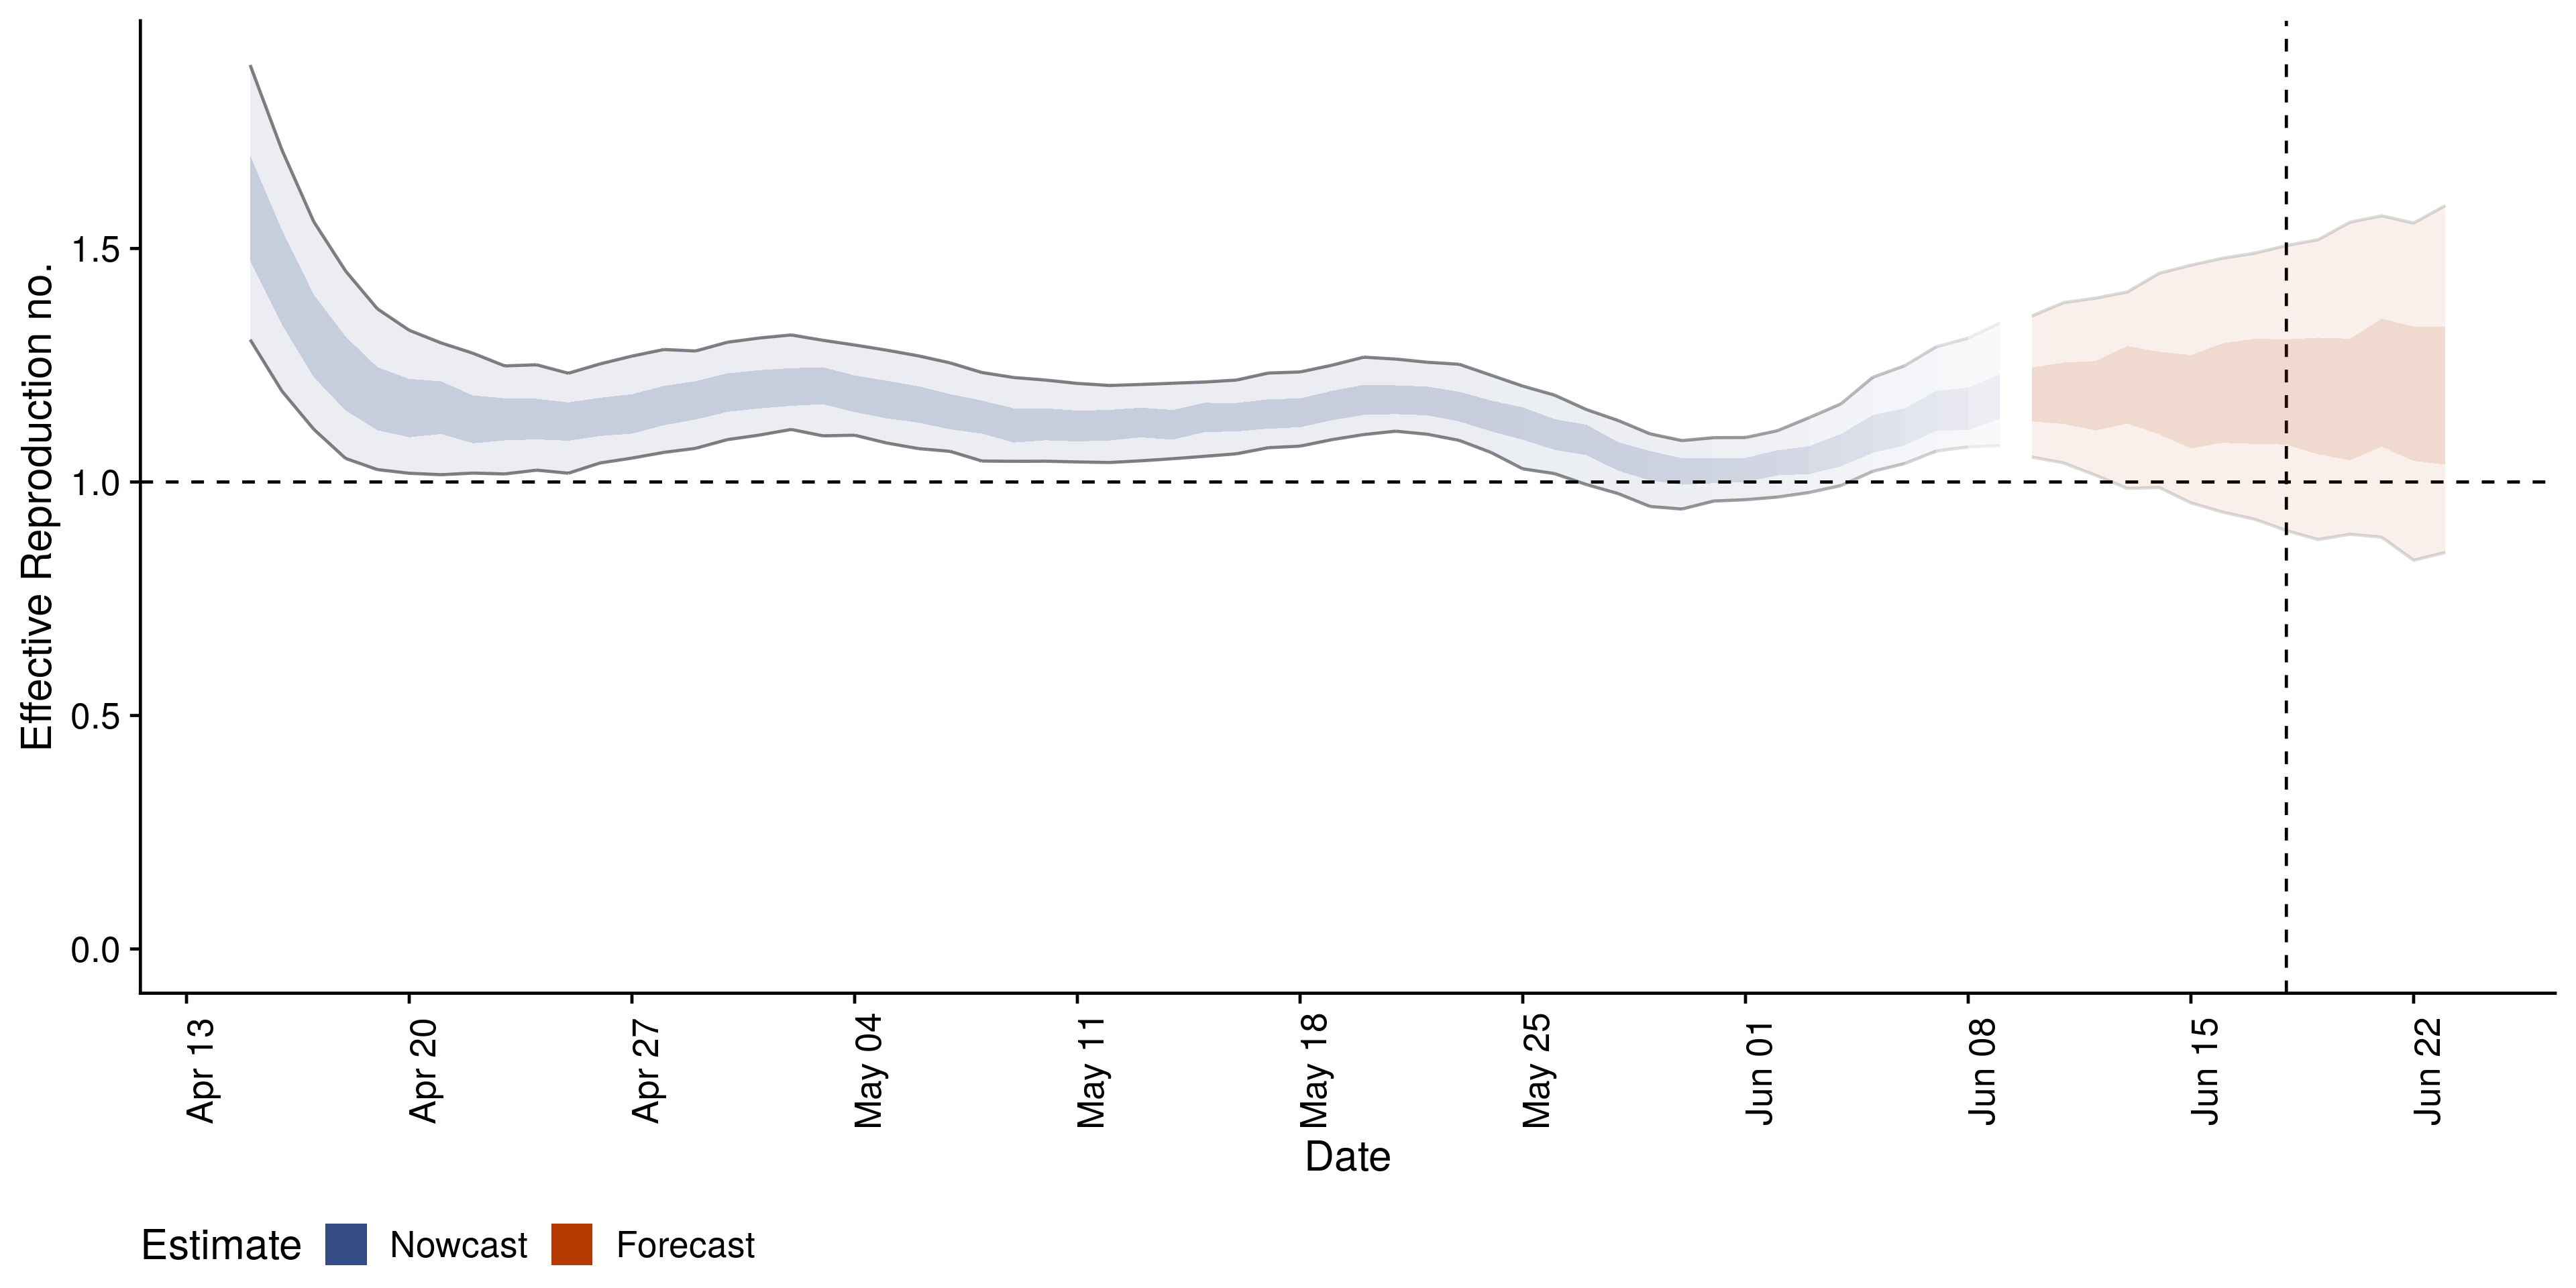 Effective Reproduction no.
1.5
1.0
0.5
0.0
Apr 13
Apr 20
Apr 27
May 04
May 11
May 18
May 25
Jun 01
Jun 08
Jun 15
Jun 22
Date
Estimate Nowcast Forecast